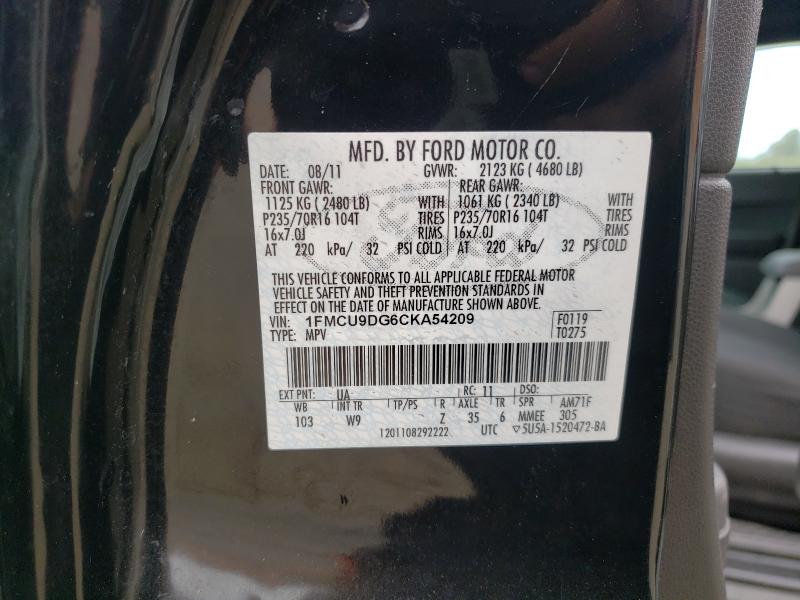 MFD. BY FORD MOTOR CO.
DATE: 08/11 GVWR: 2123 KG ( 4680 LB)
FRONT GAWR: REAR GAWR:
1125 KG ( 2480 LB) WITH 1061 KG ( 2340 LB) WITH
P235/70R16 104T TIRES P235/70R16 104T TIRES
16x7.0J RIMS 16x7.0J RIMS
AT 220 kPa/ 32 PSI COLD AT 220 kPa/ 32 PSI COLD
THIS VEHICLE CONFORMS TO ALL APPLICABLE FEDERAL MOTOR
VEHICLE SAFETY AND THEFT PREVENTION STANDARDS IN
EFFECT ON THE DATE OF MANUFACTURE SHOWN ABOVE.
VIN: 1FMCU9DG6CKA54209 F0119
TYPE: MPV T0275
EXT PNT: UA RC: 11 DSO:
WB INT TR TP/PS R AXLE TR SPR AM71F
103 W9 Z 35 6 MMEE 305
1201108292222 UTC ▽5U5A-1520472-BA